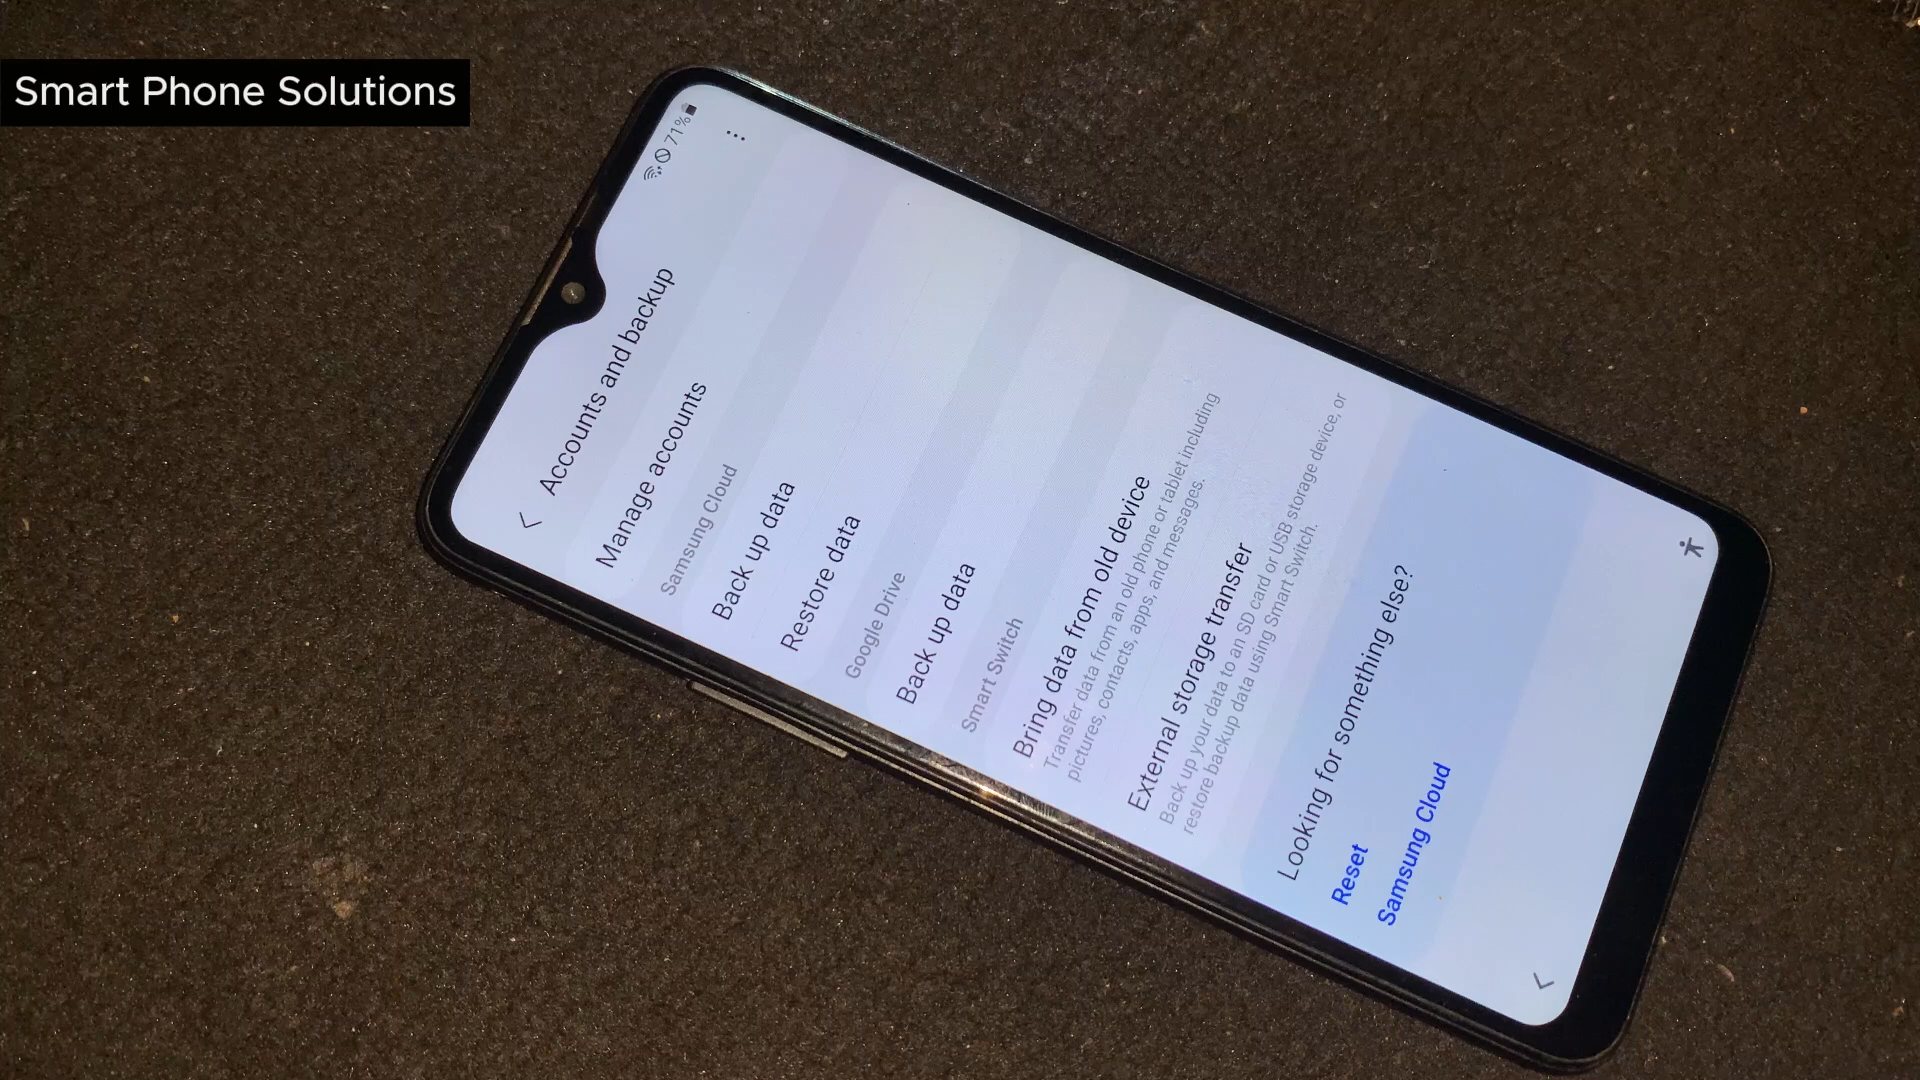 Smart Phone Solutions
71%
Accounts and backup
Manage accounts
Samsung Cloud
Back up data
Restore data
Google Drive
Back up data
Smart Switch
Bring data from old device
Transfer data from an old phone or tablet including
pictures, contacts, apps, and messages.
External storage transfer
Back up your data to an SD card or USB storage device, or
restore backup data using Smart Switch.
Looking for something else?
Reset
Samsung Cloud